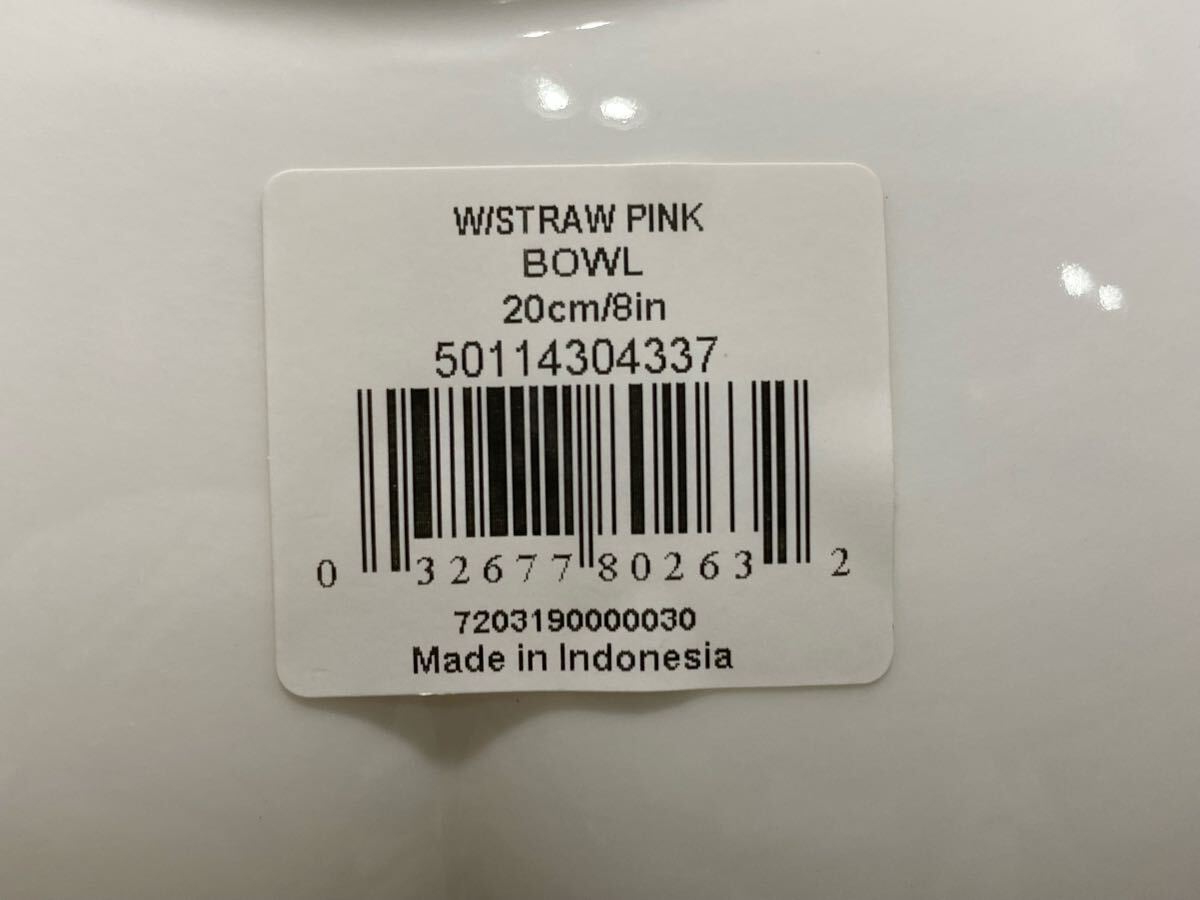 W/STRAW PINK
BOWL
20cm/8in
50114304337
0 32677 80263 2
7203190000030
Made in Indonesia